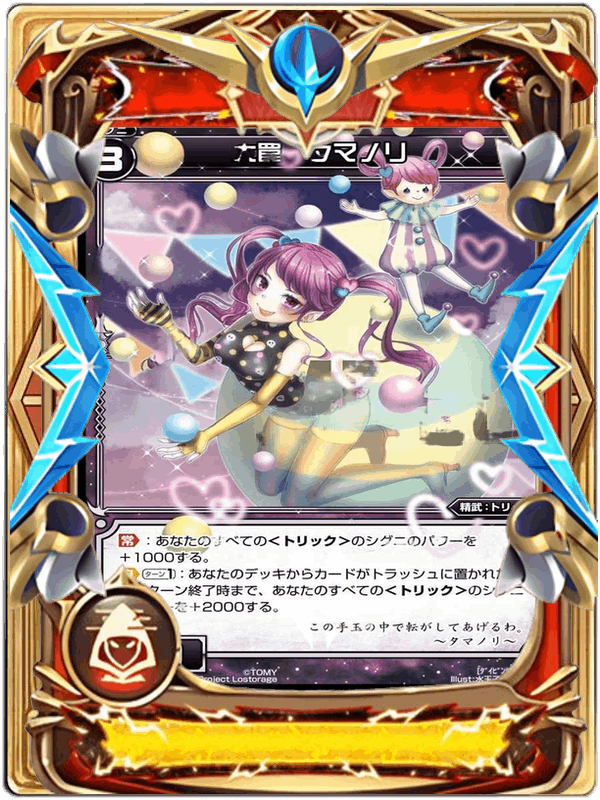 3
大罠 タマノリ
精武：トリ
常：あなたのすべての＜トリック＞のシグニのパワーを
＋1000する。
ターン1：あなたのデッキからカードがトラッシュに置かれた
ターン終了時まで、あなたのすべての＜トリック＞のシグニ
を＋2000する。
この手玉の中で転がしてあげるわ。
～タマノリ～
©TOMY
Project Lostorage
Illust:水玉